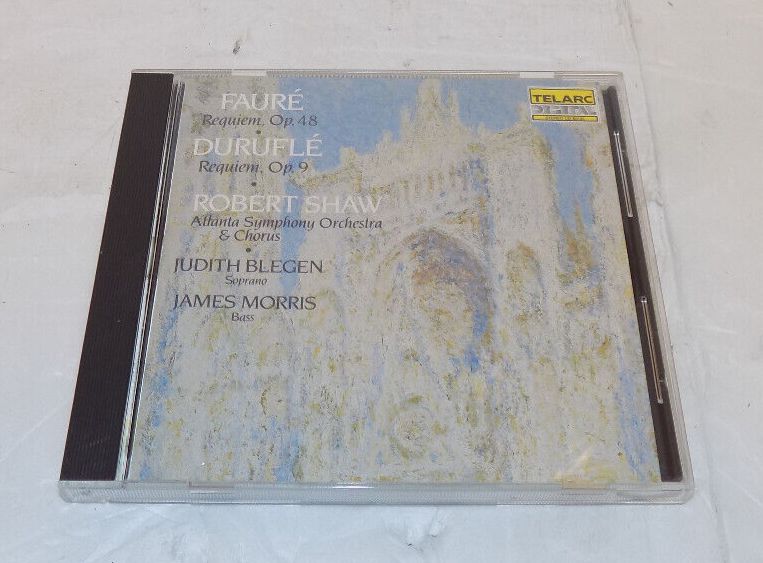 FAURÉ
Requiem, Op. 48
•
DURUFLÉ
Requiem, Op. 9
•
ROBERT SHAW
Atlanta Symphony Orchestra
& Chorus
•
JUDITH BLEGEN
Soprano
JAMES MORRIS
Bass
TELARC
DIGITAL